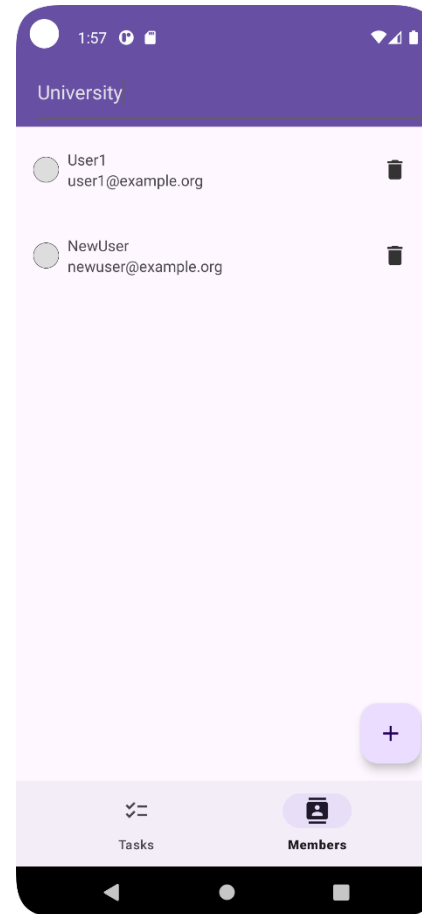 1:57
University
User1
user1@example.org
NewUser
newuser@example.org
+
Tasks
Members